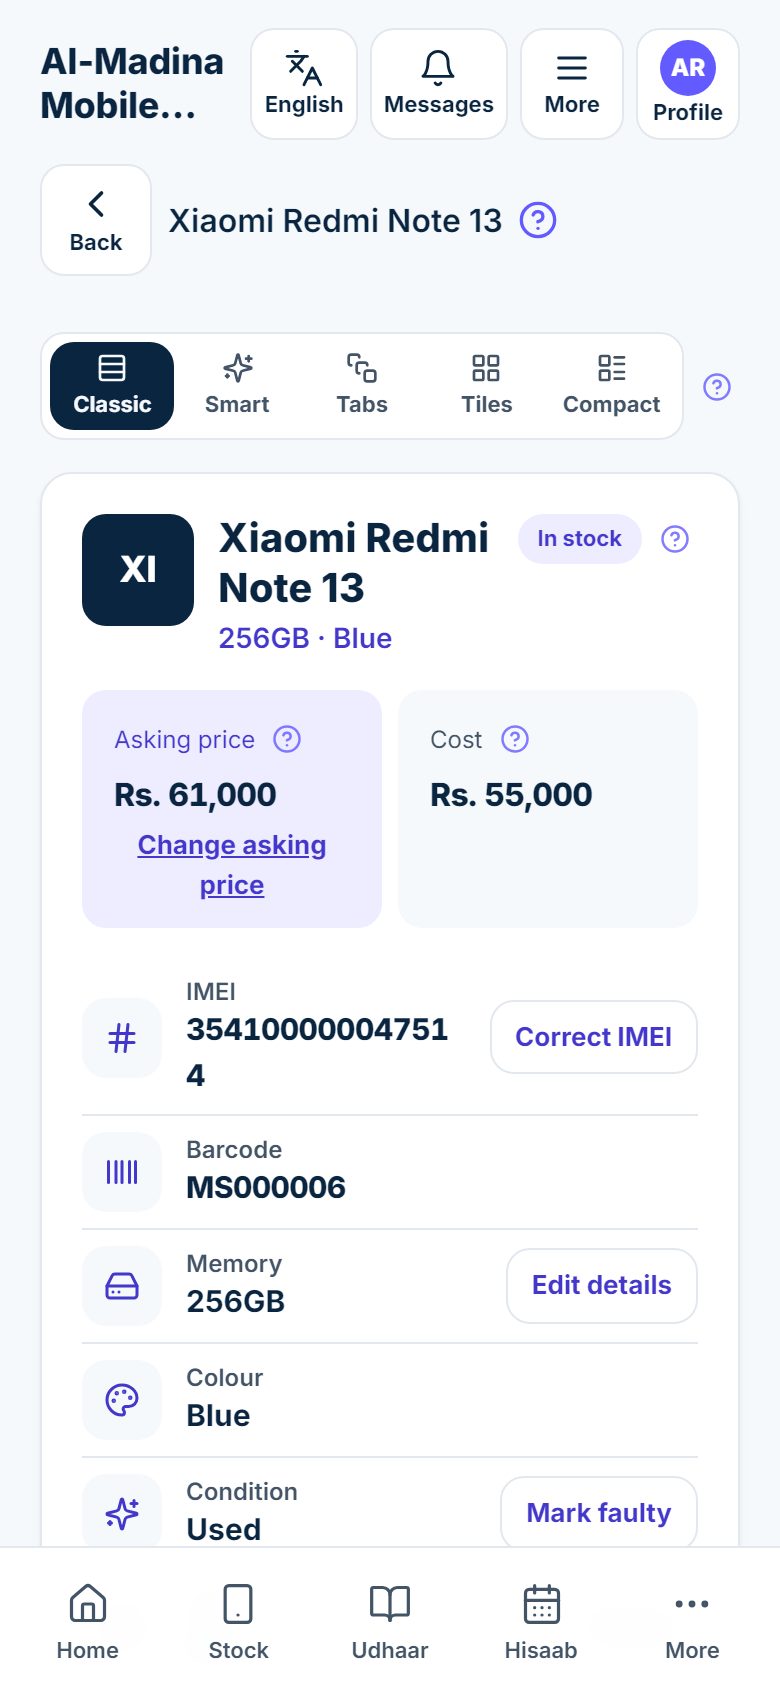 Al-Madina
Mobile...
English
Messages
More
AR
Profile
Back
Xiaomi Redmi Note 13
Classic
Smart
Tabs
Tiles
Compact
XI
Xiaomi Redmi
Note 13
In stock
256GB · Blue
Asking price
Rs. 61,000
Change asking
price
Cost
Rs. 55,000
IMEI
35410000004751
4
Correct IMEI
Barcode
MS000006
Memory
256GB
Edit details
Colour
Blue
Condition
Used
Mark faulty
Home
Stock
Udhaar
Hisaab
More